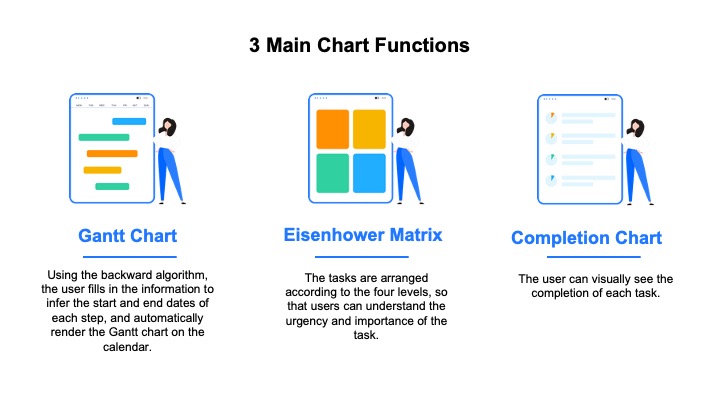 3 Main Chart Functions
Gantt Chart
Using the backward algorithm,
the user fills in the information to
infer the start and end dates of
each step, and automatically
render the Gantt chart on the
calendar.
Eisenhower Matrix
The tasks are arranged
according to the four levels, so
that users can understand the
urgency and importance of the
task.
Completion Chart
The user can visually see the
completion of each task.